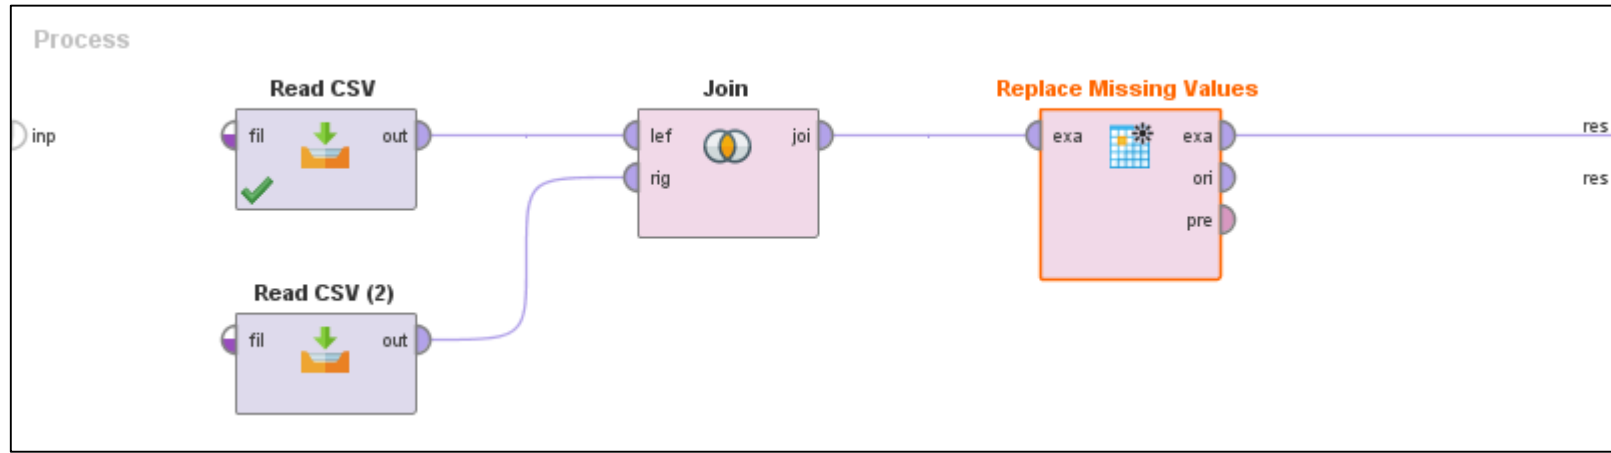 Process
Read CSV
Join
Replace Missing Values
inp
fil
out
lef
joi
exa
exa
res
rig
ori
res
pre
Read CSV (2)
fil
out